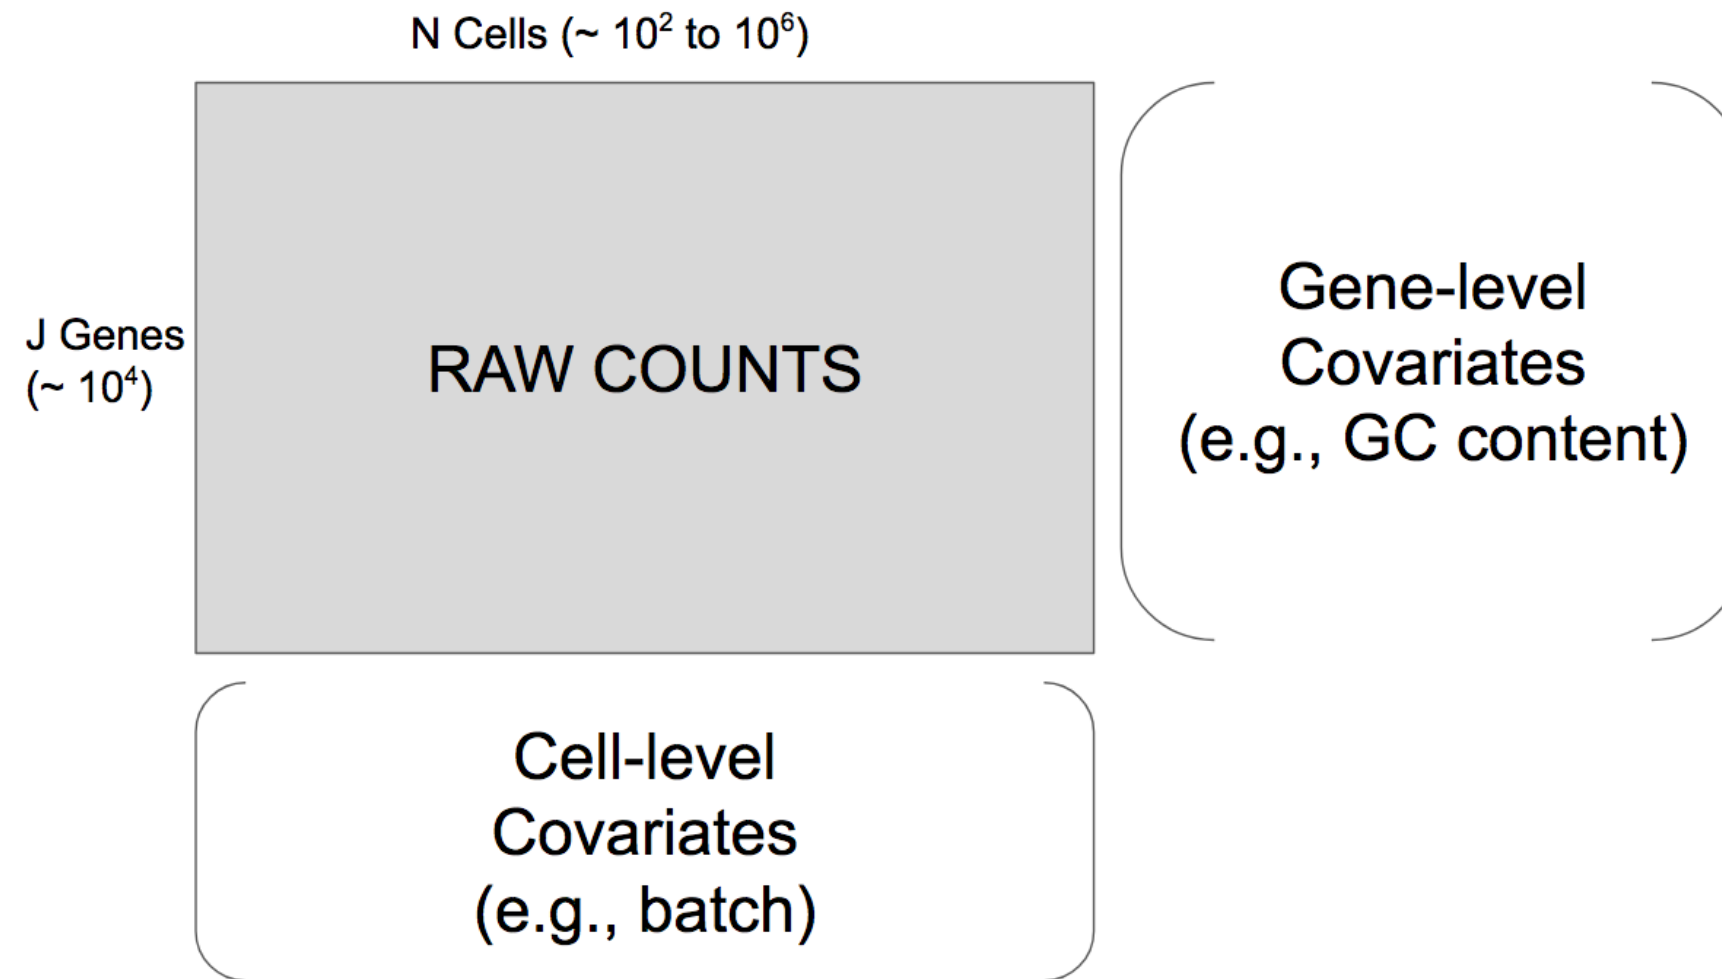 N Cells (~ 10² to 10⁶)
J Genes
(~ 10⁴)
RAW COUNTS
Gene-level
Covariates
(e.g., GC content)
Cell-level
Covariates
(e.g., batch)